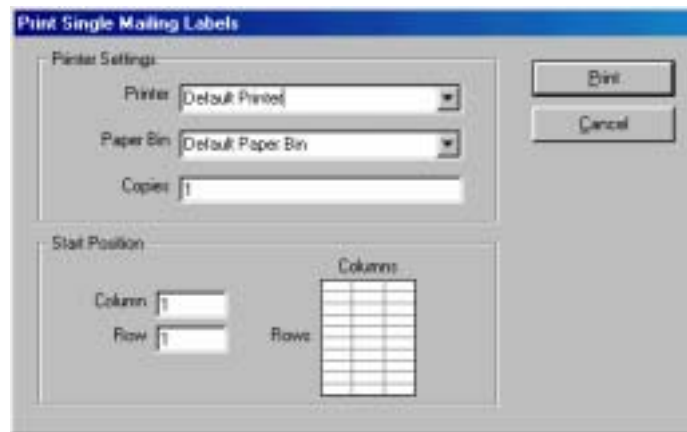 Print Single Mailing Labels
Printer Settings
Printer Default Printer
Paper Bin Default Paper Bin
Copies 1
Print
Cancel
Start Position
Column 1
Row 1
Columns
Rows